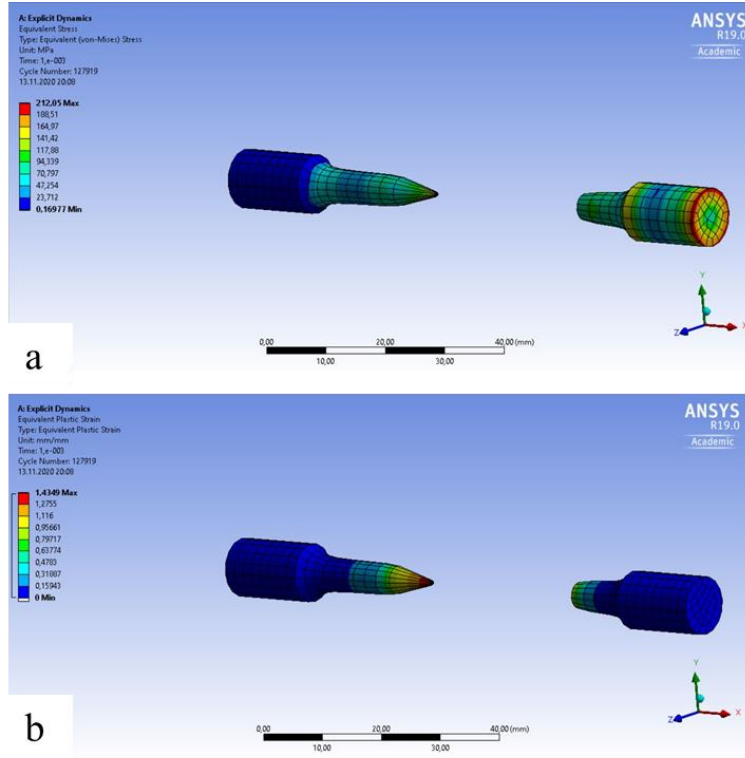 A: Explicit Dynamics
Equivalent Stress
Type: Equivalent (von-Mises) Stress
Unit: MPa
Time: 1,e-003
Cycle Number: 127919
13.11.2020 20:08
212,05 Max
188,51
164,97
141,42
117,88
94,339
70,797
47,254
23,712
0,16977 Min
ANSYS
R19.0
Academic
0,00 20,00 40,00 (mm)
10,00 30,00
Y
Z X
a
A: Explicit Dynamics
Equivalent Plastic Strain
Type: Equivalent Plastic Strain
Unit: mm/mm
Time: 1,e-003
Cycle Number: 127919
13.11.2020 20:08
1,4349 Max
1,2755
1,116
0,95661
0,79717
0,63774
0,4783
0,31887
0,15943
0 Min
ANSYS
R19.0
Academic
0,00 20,00 40,00 (mm)
10,00 30,00
Y
Z X
b